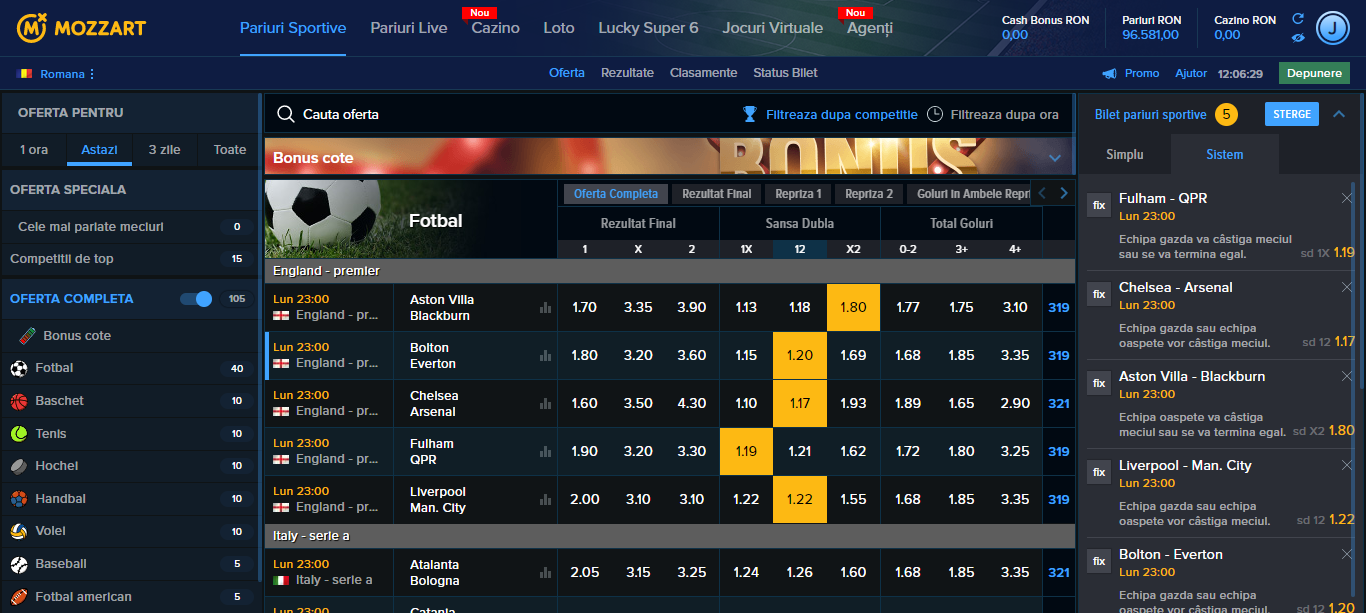 MOZZART
Pariuri Sportive
Pariuri Live
Nou
Cazino
Loto
Lucky Super 6
Jocuri Virtuale
Nou
Agenți
Cash Bonus RON
0,00
Pariuri RON
96.581,00
Cazino RON
0,00
J
Romana
Oferta
Rezultate
Clasamente
Status Bilet
Promo
Ajutor
12:06:29
Depunere
OFERTA PENTRU
1 ora
Astazi
3 zile
Toate
OFERTA SPECIALA
Cele mai pariate meciuri 0
Competitii de top 15
OFERTA COMPLETA 105
Bonus cote
Fotbal 40
Baschet 10
Tenis 10
Hochei 10
Handbal 10
Volei 10
Baseball 5
Fotbal american 5
Cauta oferta
Filtreaza dupa competitie
Filtreaza dupa ora
Bonus cote
BONUS
Fotbal
Oferta Completa
Rezultat Final
Repriza 1
Repriza 2
Goluri in Ambele Repri
Rezultat Final
Sansa Dubla
Total Goluri
1 X 2 1X 12 X2 0-2 3+ 4+
England - premier
Lun 23:00
England - pr...
Aston Villa
Blackburn
1.70 3.35 3.90 1.13 1.18 1.80 1.77 1.75 3.10 319
Lun 23:00
England - pr...
Bolton
Everton
1.80 3.20 3.60 1.15 1.20 1.69 1.68 1.85 3.35 319
Lun 23:00
England - pr...
Chelsea
Arsenal
1.60 3.50 4.30 1.10 1.17 1.93 1.89 1.65 2.90 321
Lun 23:00
England - pr...
Fulham
QPR
1.90 3.20 3.30 1.19 1.21 1.62 1.72 1.80 3.25 319
Lun 23:00
England - pr...
Liverpool
Man. City
2.00 3.10 3.10 1.22 1.22 1.55 1.68 1.85 3.35 319
Italy - serie a
Lun 23:00
Italy - serie a
Atalanta
Bologna
2.05 3.15 3.25 1.24 1.26 1.60 1.68 1.85 3.35 321
Lun 23:00
Catania
Bilet pariuri sportive 5
STERGE
Simplu
Sistem
fix
Fulham - QPR
Lun 23:00
Echipa gazda va câstiga meciul
sau se va termina egal.
sd 1X 1.19
fix
Chelsea - Arsenal
Lun 23:00
Echipa gazda sau echipa
oaspete vor câstiga meciul.
sd 12 1.17
fix
Aston Villa - Blackburn
Lun 23:00
Echipa oaspete va câstiga
meciul sau se va termina egal.
sd X2 1.80
fix
Liverpool - Man. City
Lun 23:00
Echipa gazda sau echipa
oaspete vor câstiga meciul.
sd 12 1.22
fix
Bolton - Everton
Lun 23:00
Echipa gazda sau echipa
oaspete vor câstiga meciul.
sd 12 1.20